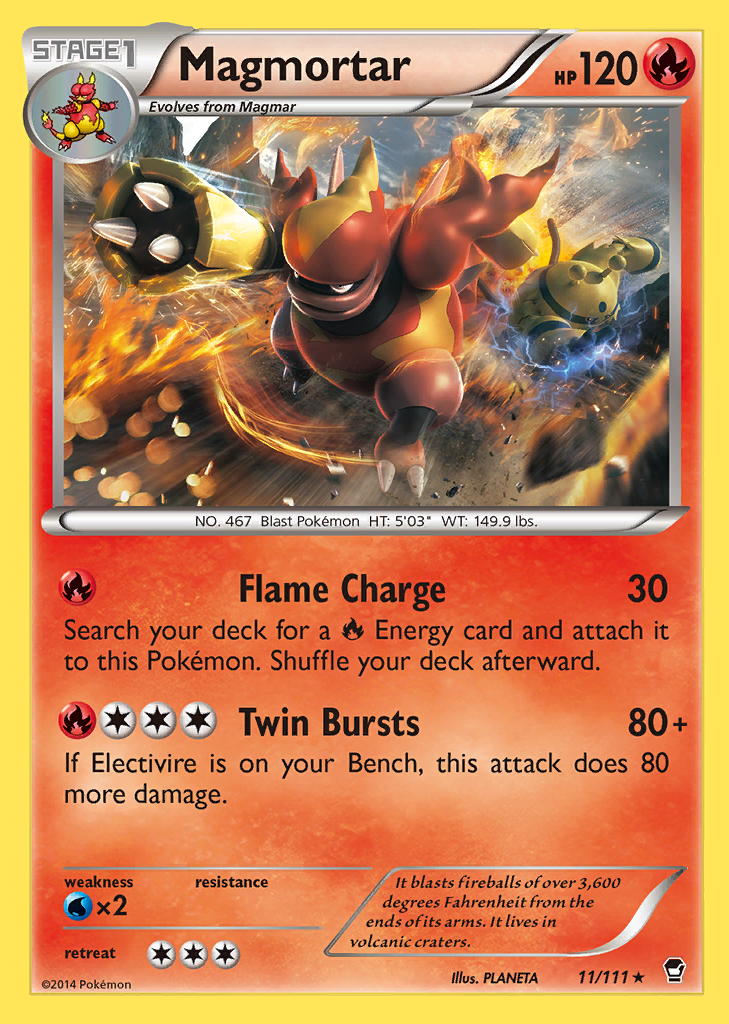 STAGE1
Magmortar
HP 120
Evolves from Magmar
NO. 467 Blast Pokémon HT: 5'03" WT: 149.9 lbs.
Flame Charge 30
Search your deck for a Energy card and attach it
to this Pokémon. Shuffle your deck afterward.
Twin Bursts 80+
If Electivire is on your Bench, this attack does 80
more damage.
weakness resistance
×2
retreat
It blasts fireballs of over 3,600
degrees Fahrenheit from the
ends of its arms. It lives in
volcanic craters.
©2014 Pokémon
Illus. PLANETA
11/111 ★